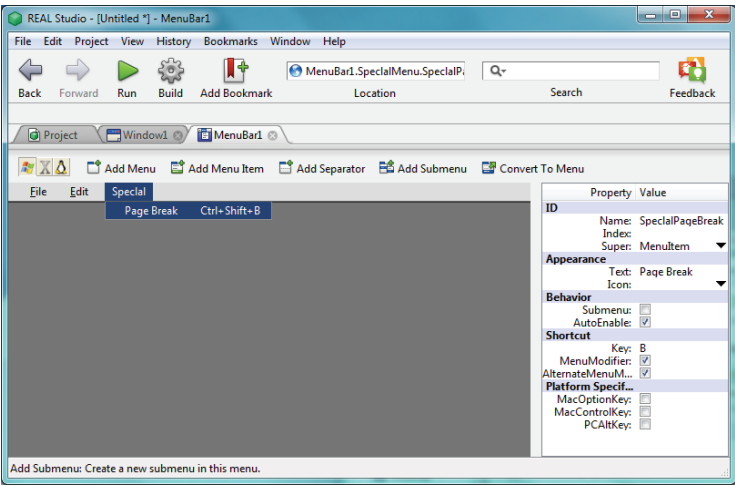 REAL Studio - [Untitled *] - MenuBar1
File Edit Project View History Bookmarks Window Help
MenuBar1.SpecialMenu.SpecialPa
Back Forward Run Build Add Bookmark Location Search Feedback
Project Window1 MenuBar1
Add Menu Add Menu Item Add Separator Add Submenu Convert To Menu
File Edit Special
Page Break Ctrl+Shift+B
Property Value
ID
Name: SpecialPageBreak
Index:
Super: MenuItem
Appearance
Text: Page Break
Icon:
Behavior
Submenu:
AutoEnable:
Shortcut
Key: B
MenuModifier:
AlternateMenuM...
Platform Specif...
MacOptionKey:
MacControlKey:
PCAltKey:
Add Submenu: Create a new submenu in this menu.